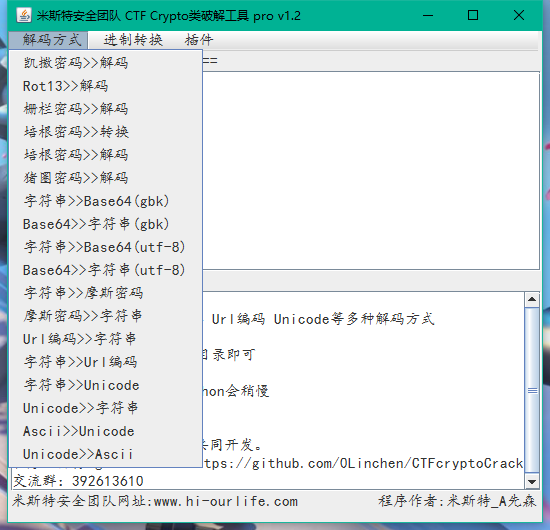 米斯特安全团队 CTF Crypto类破解工具 pro v1.2
解码方式 进制转换 插件
==
凯撒密码>>解码
Rot13>>解码
栅栏密码>>解码
培根密码>>转换
培根密码>>解码
猪圈密码>>解码
字符串>>Base64(gbk)
Base64>>字符串(gbk)
字符串>>Base64(utf-8)
Base64>>字符串(utf-8)
字符串>>摩斯密码
摩斯密码>>字符串
Url编码>>字符串
字符串>>Url编码
字符串>>Unicode
Unicode>>字符串
Ascii>>Unicode
Unicode>>Ascii
Url编码 Unicode等多种解码方式
目录即可
hon会稍慢
共同开发。
ttps://github.com/0Linchen/CTFcryptoCrack
交流群: 392613610
米斯特安全团队网址;www.hi-ourlife.com 程序作者:米斯特_A先森